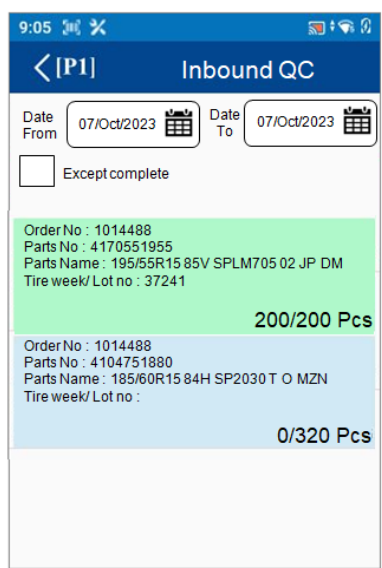 9:05
[P1] Inbound QC
Date From 07/Oct/2023 Date To 07/Oct/2023
Except complete
Order No : 1014488
Parts No : 4170551955
Parts Name : 195/55R15 85V SPLM705 02 JP DM
Tire week/ Lot no : 37241
200/200 Pcs
Order No : 1014488
Parts No : 4104751880
Parts Name : 185/60R15 84H SP2030 T O MZN
Tire week/ Lot no :
0/320 Pcs